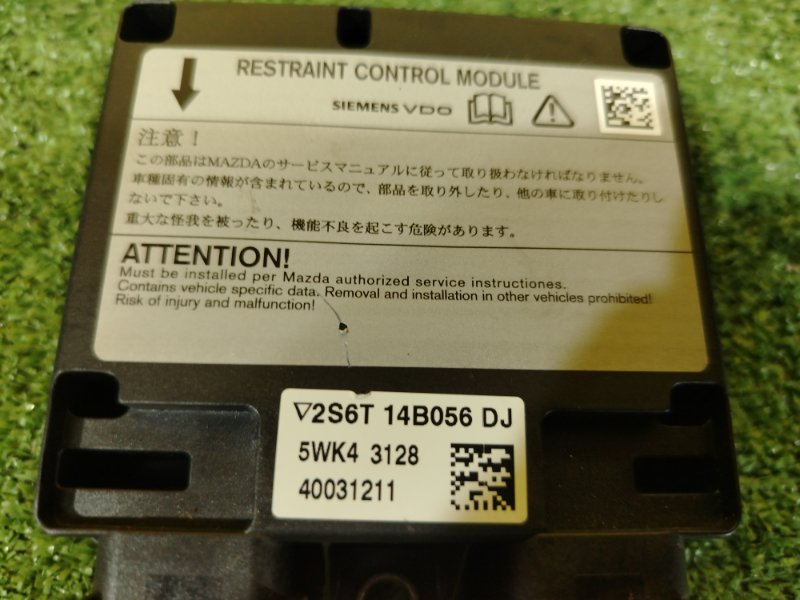 RESTRAINT CONTROL MODULE
SIEMENS VDO
注意！
この部品はMAZDAのサービスマニュアルに従って取り扱わなければなりません。
車種固有の情報が含まれているので、部品を取り外したり、他の車に取り付けたりし
ないで下さい。
重大な怪我を被ったり、機能不良を起こす危険があります。
ATTENTION!
Must be installed per Mazda authorized service instructiones.
Contains vehicle specific data. Removal and installation in other vehicles prohibited!
Risk of injury and malfunction!
▽2S6T 14B056 DJ
5WK4 3128
40031211